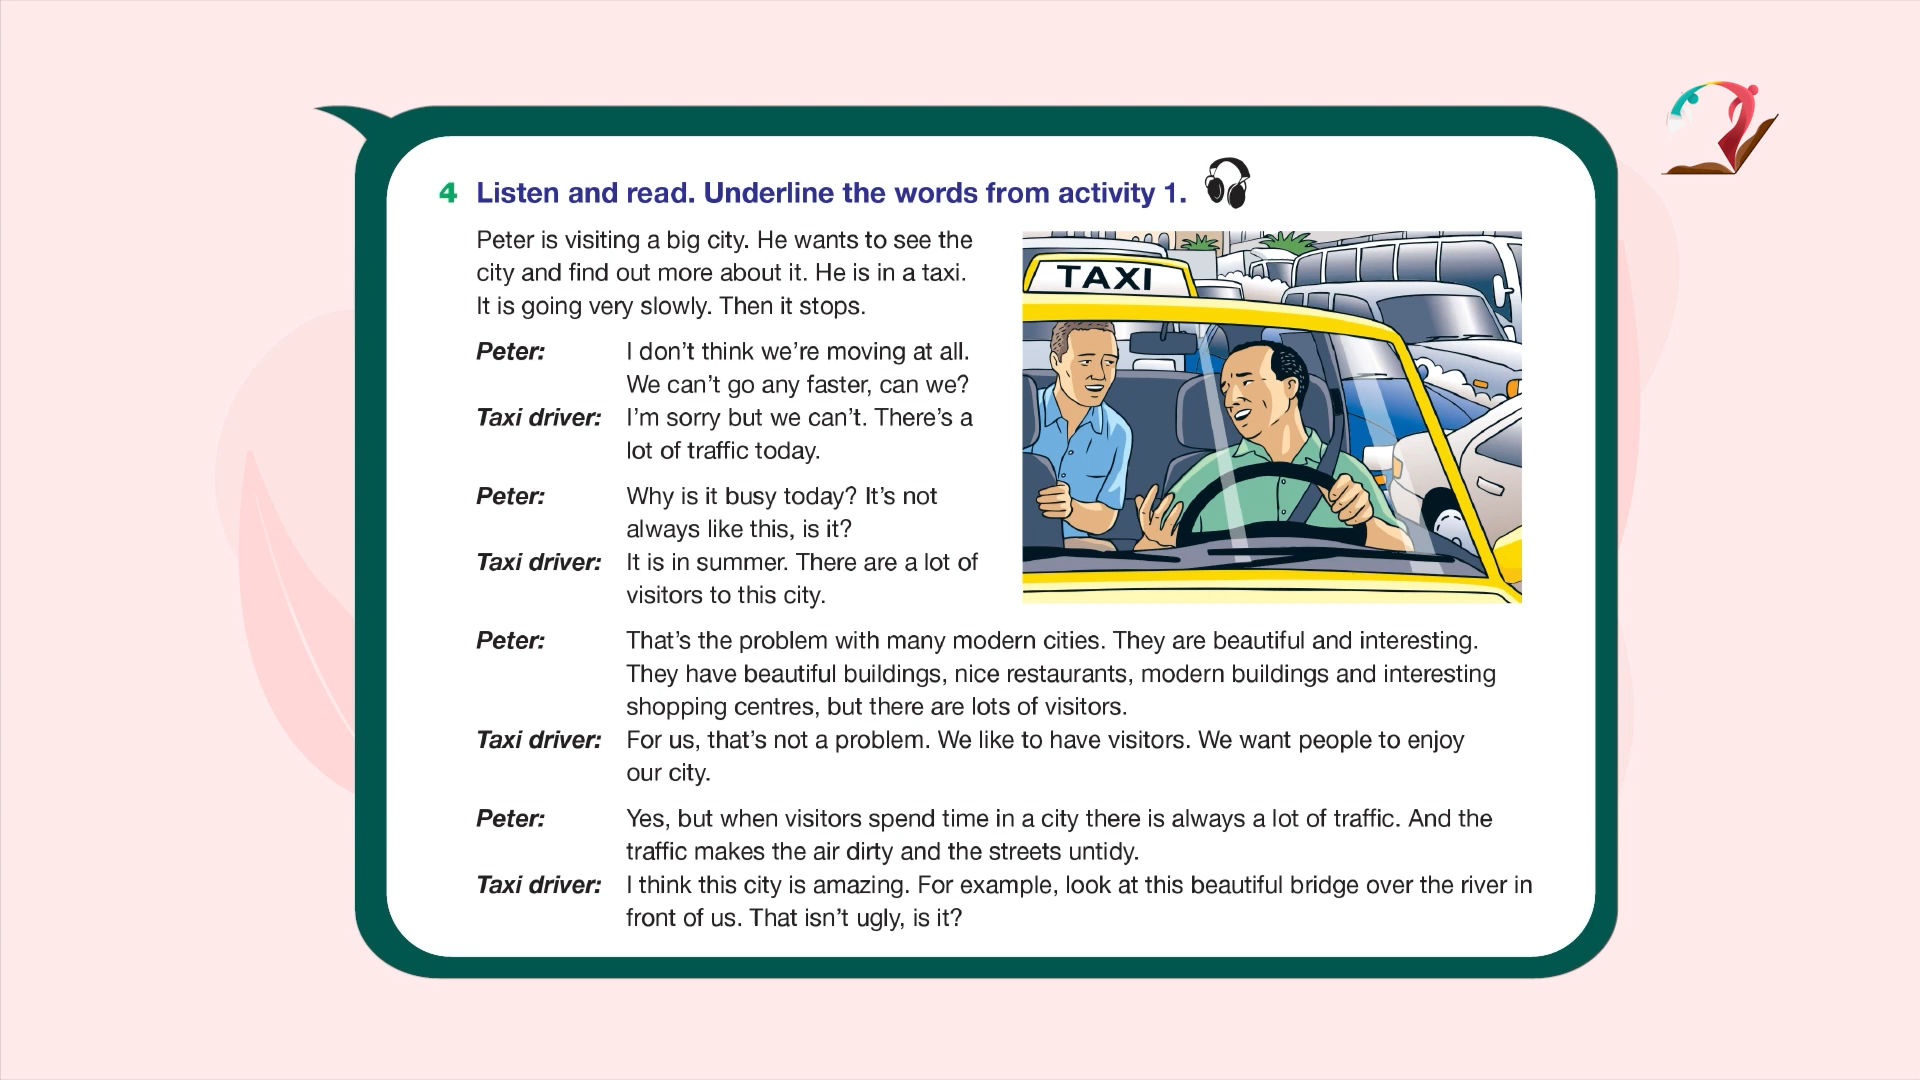 4 Listen and read. Underline the words from activity 1.
Peter is visiting a big city. He wants to see the
city and find out more about it. He is in a taxi.
It is going very slowly. Then it stops.
TAXI
Peter: I don't think we're moving at all.
We can't go any faster, can we?
Taxi driver: I'm sorry but we can't. There's a
lot of traffic today.
Peter: Why is it busy today? It's not
always like this, is it?
Taxi driver: It is in summer. There are a lot of
visitors to this city.
Peter: That's the problem with many modern cities. They are beautiful and interesting.
They have beautiful buildings, nice restaurants, modern buildings and interesting
shopping centres, but there are lots of visitors.
Taxi driver: For us, that's not a problem. We like to have visitors. We want people to enjoy
our city.
Peter: Yes, but when visitors spend time in a city there is always a lot of traffic. And the
traffic makes the air dirty and the streets untidy.
Taxi driver: I think this city is amazing. For example, look at this beautiful bridge over the river in
front of us. That isn't ugly, is it?